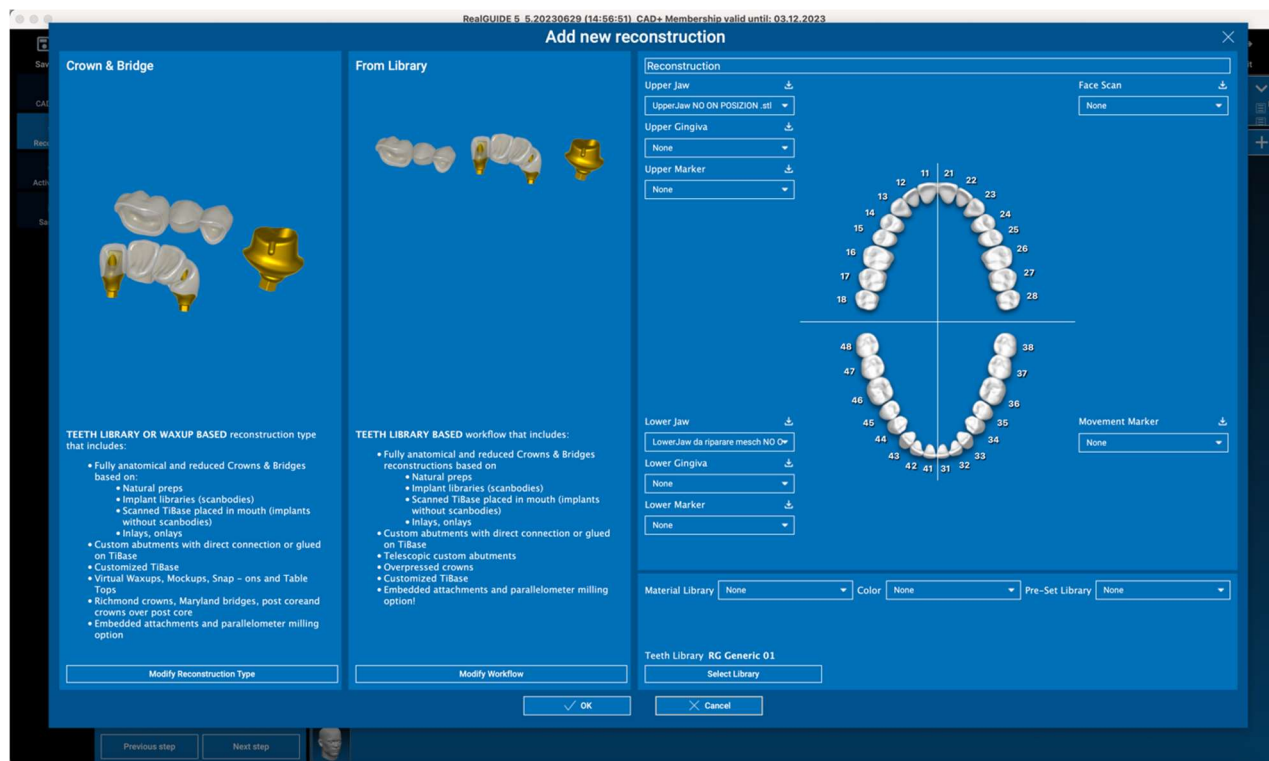 RealGUIDE 5 5.20230629 (14:56:51) CAD+ Membership valid until: 03.12.2023
Add new reconstruction
Crown & Bridge
TEETH LIBRARY OR WAXUP BASED reconstruction type
that includes:
• Fully anatomical and reduced Crowns & Bridges
based on:
• Natural preps
• Implant libraries (scanbodies)
• Scanned TiBase placed in mouth (implants
without scanbodies)
• Inlays, onlays
• Custom abutments with direct connection or glued
on TiBase
• Customized TiBase
• Virtual Waxups, Mockups, Snap – ons and Table
Tops
• Richmond crowns, Maryland bridges, post coreand
crowns over post core
• Embedded attachments and parallelometer milling
option
Modify Reconstruction Type
From Library
TEETH LIBRARY BASED workflow that includes:
• Fully anatomical and reduced Crowns & Bridges
reconstructions based on
• Natural preps
• Implant libraries (scanbodies)
• Scanned TiBase placed in mouth (implants
without scanbodies)
• Inlays, onlays
• Custom abutments with direct connection or glued
on TiBase
• Telescopic custom abutments
• Overpressed crowns
• Customized TiBase
• Embedded attachments and parallelometer milling
option!
Modify Workflow
Reconstruction
Upper Jaw
UpperJaw NO ON POSIZION .stl
Upper Gingiva
None
Upper Marker
None
Face Scan
None
11 21
12 22
13 23
14 24
15 25
16 26
17 27
18 28
48 38
47 37
46 36
45 35
44 34
43 33
42 41 31 32
Lower Jaw
LowerJaw da riparare mesch NO O
Lower Gingiva
None
Lower Marker
None
Movement Marker
None
Material Library None Color None Pre-Set Library None
Teeth Library RG Generic 01
Select Library
OK Cancel
Previous step Next step